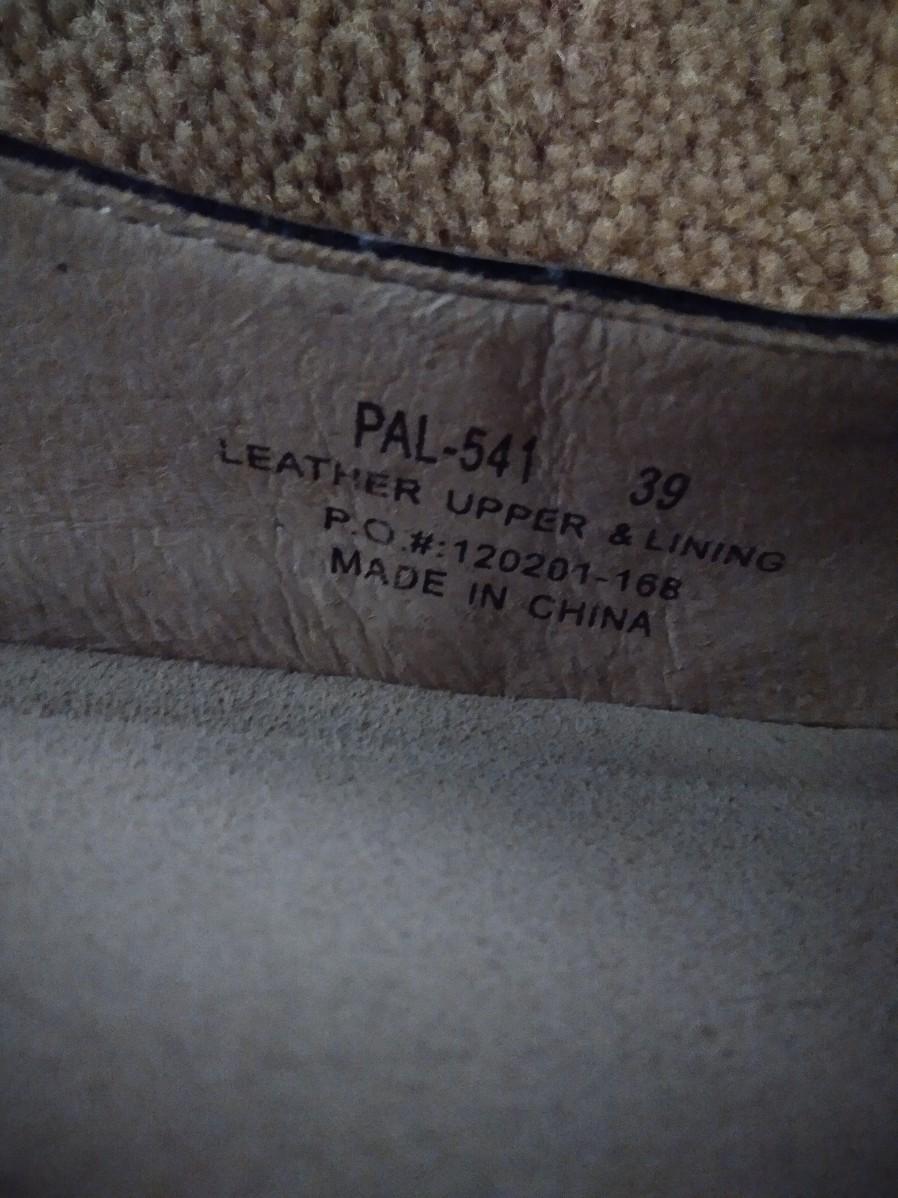 PAL-541 39
LEATHER UPPER & LINING
P.O.#:120201-168
MADE IN CHINA